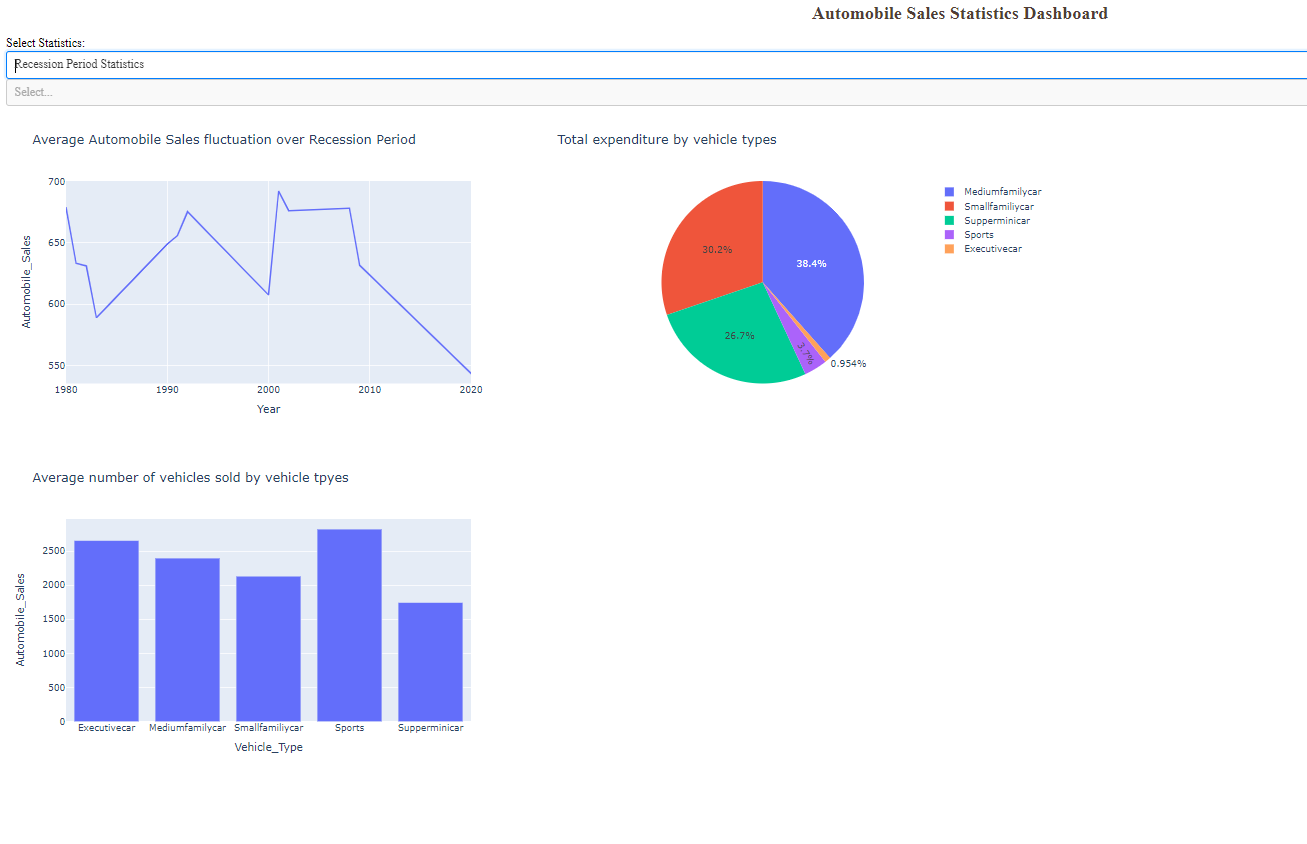 Automobile Sales Statistics Dashboard
Select Statistics:
Recession Period Statistics
Select...
Average Automobile Sales fluctuation over Recession Period
700
650
600
550
Automobile_Sales
1980 1990 2000 2010 2020
Year
Total expenditure by vehicle types
38.4%
30.2%
26.7%
3.7%
0.954%
Mediumfamilycar
Smallfamiliycar
Supperminicar
Sports
Executivecar
Average number of vehicles sold by vehicle tpyes
2500
2000
1500
1000
500
0
Automobile_Sales
Executivecar Mediumfamilycar Smallfamiliycar Sports Supperminicar
Vehicle_Type